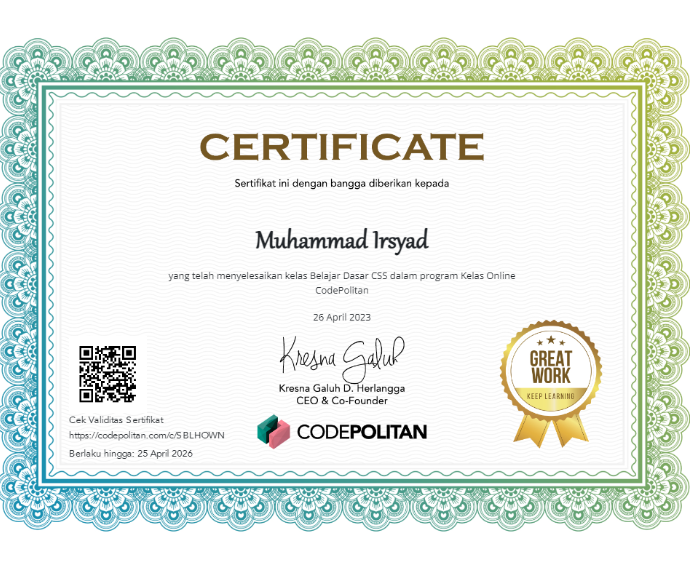 CERTIFICATE
Sertifikat ini dengan bangga diberikan kepada
Muhammad Irsyad
yang telah menyelesaikan kelas Belajar Dasar CSS dalam program Kelas Online
CodePolitan
26 April 2023
Kresna Galuh
Kresna Galuh D. Herlangga
CEO & Co-Founder
CODEPOLITAN
GREAT
WORK
KEEP LEARNING
Cek Validitas Sertifikat
https://codepolitan.com/c/SBLHOWN
Berlaku hingga: 25 April 2026